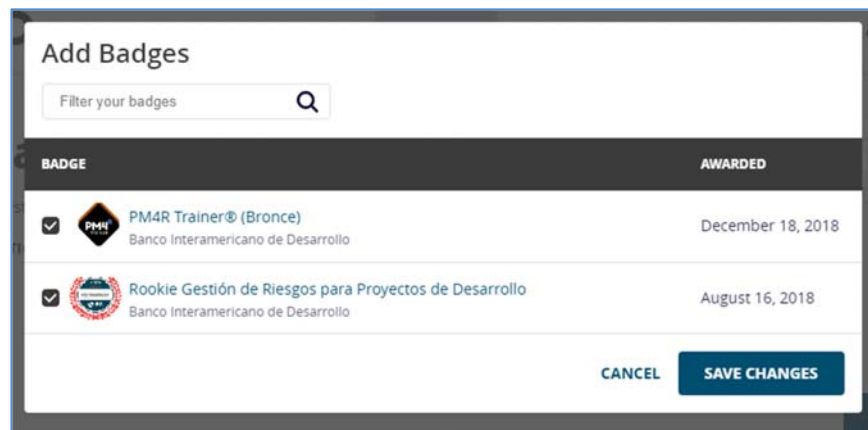 Add Badges
Filter your badges
BADGE AWARDED
PM4R
PM4R Trainer® (Bronce) December 18, 2018
Banco Interamericano de Desarrollo
Rookie Gestión de Riesgos para Proyectos de Desarrollo August 16, 2018
Banco Interamericano de Desarrollo
CANCEL SAVE CHANGES